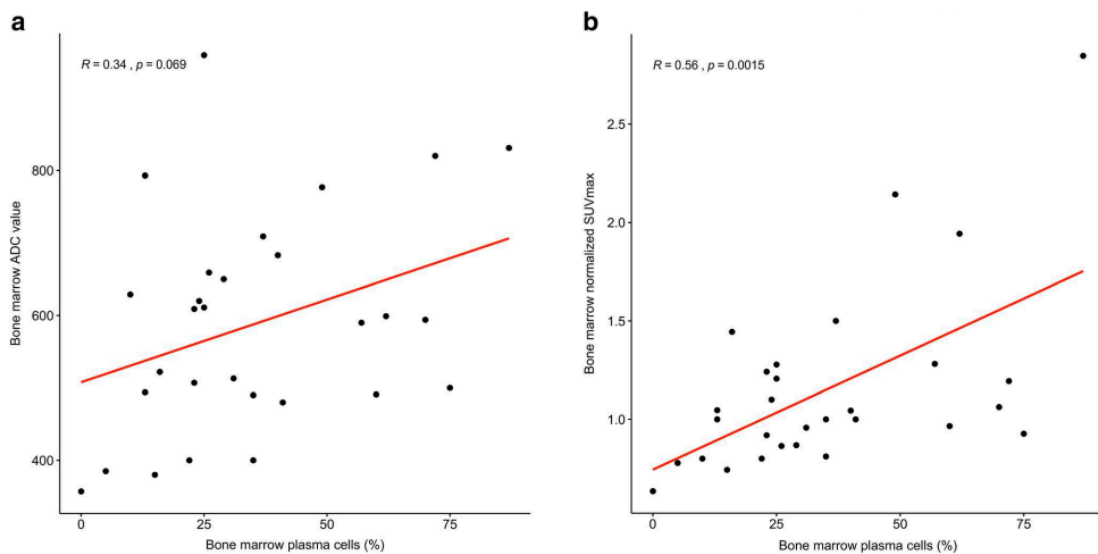 a
R = 0.34 , p = 0.069
Bone marrow ADC value
800
600
400
0 25 50 75
Bone marrow plasma cells (%)
b
R = 0.56 , p = 0.0015
Bone marrow normalized SUVmax
2.5
2.0
1.5
1.0
0 25 50 75
Bone marrow plasma cells (%)